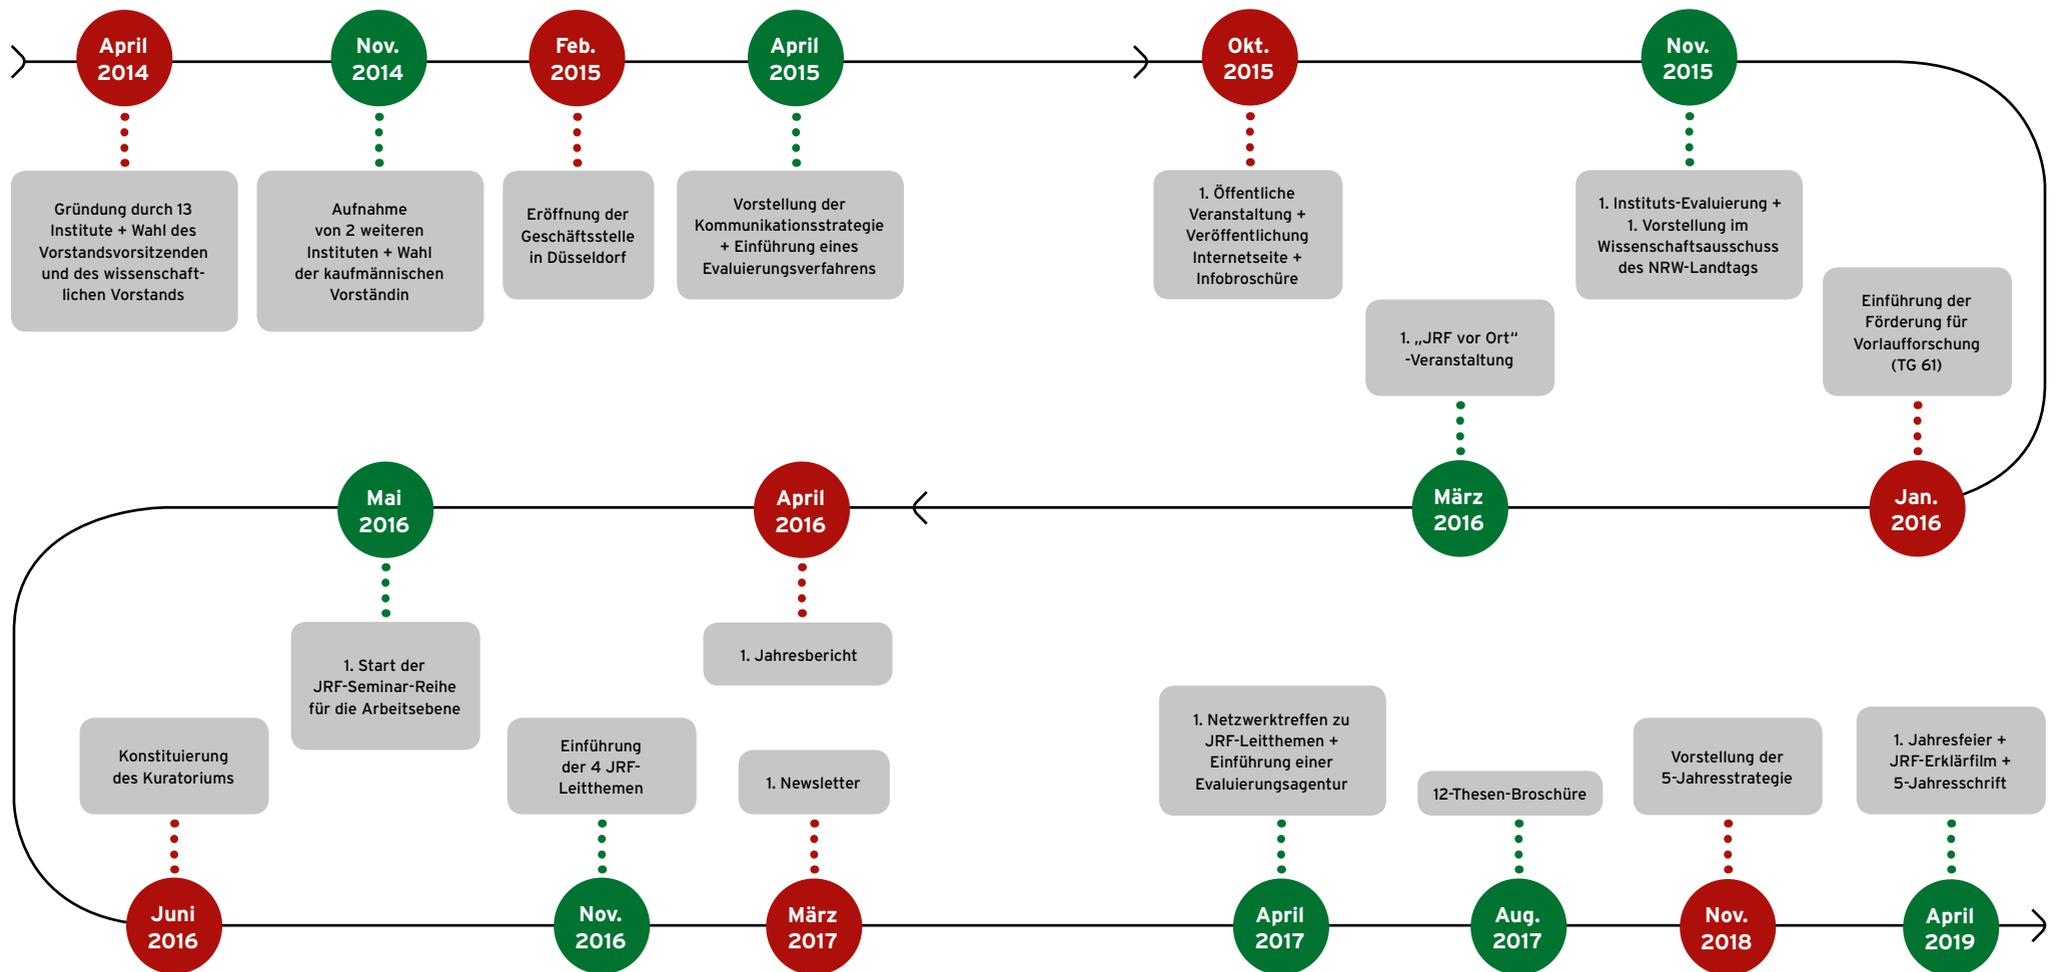 April
2014
Gründung durch 13
Institute + Wahl des
Vorstandsvorsitzenden
und des wissenschaft-
lichen Vorstands
Nov.
2014
Aufnahme
von 2 weiteren
Instituten + Wahl
der kaufmännischen
Vorständin
Feb.
2015
Eröffnung der
Geschäftsstelle
in Düsseldorf
April
2015
Vorstellung der
Kommunikationsstrategie
+ Einführung eines
Evaluierungsverfahrens
Okt.
2015
1. Öffentliche
Veranstaltung +
Veröffentlichung
Internetseite +
Infobroschüre
Nov.
2015
1. Instituts-Evaluierung +
1. Vorstellung im
Wissenschaftsausschuss
des NRW-Landtags
Einführung der
Förderung für
Vorlaufforschung
(TG 61)
Jan.
2016
1. „JRF vor Ort“
-Veranstaltung
März
2016
April
2016
1. Jahresbericht
Mai
2016
1. Start der
JRF-Seminar-Reihe
für die Arbeitsebene
Konstituierung
des Kuratoriums
Juni
2016
Einführung
der 4 JRF-
Leitthemen
Nov.
2016
1. Newsletter
März
2017
1. Netzwerktreffen zu
JRF-Leitthemen +
Einführung einer
Evaluierungsagentur
April
2017
12-Thesen-Broschüre
Aug.
2017
Vorstellung der
5-Jahresstrategie
Nov.
2018
1. Jahresfeier +
JRF-Erklärfilm +
5-Jahresschrift
April
2019